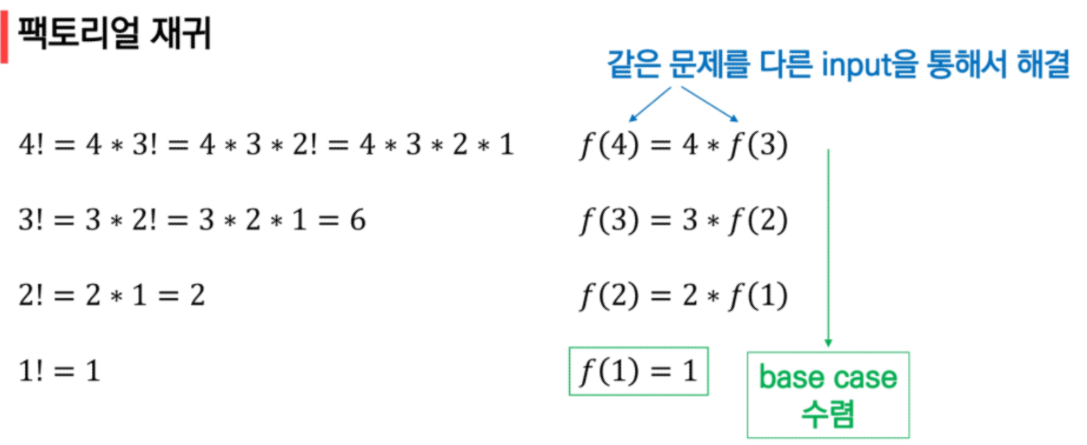 팩토리얼 재귀
같은 문제를 다른 input을 통해서 해결
4! = 4 ∗ 3! = 4 ∗ 3 ∗ 2! = 4 ∗ 3 ∗ 2 ∗ 1
f(4) = 4 ∗ f(3)
3! = 3 ∗ 2! = 3 ∗ 2 ∗ 1 = 6
f(3) = 3 ∗ f(2)
2! = 2 ∗ 1 = 2
f(2) = 2 ∗ f(1)
1! = 1
f(1) = 1
base case
수렴